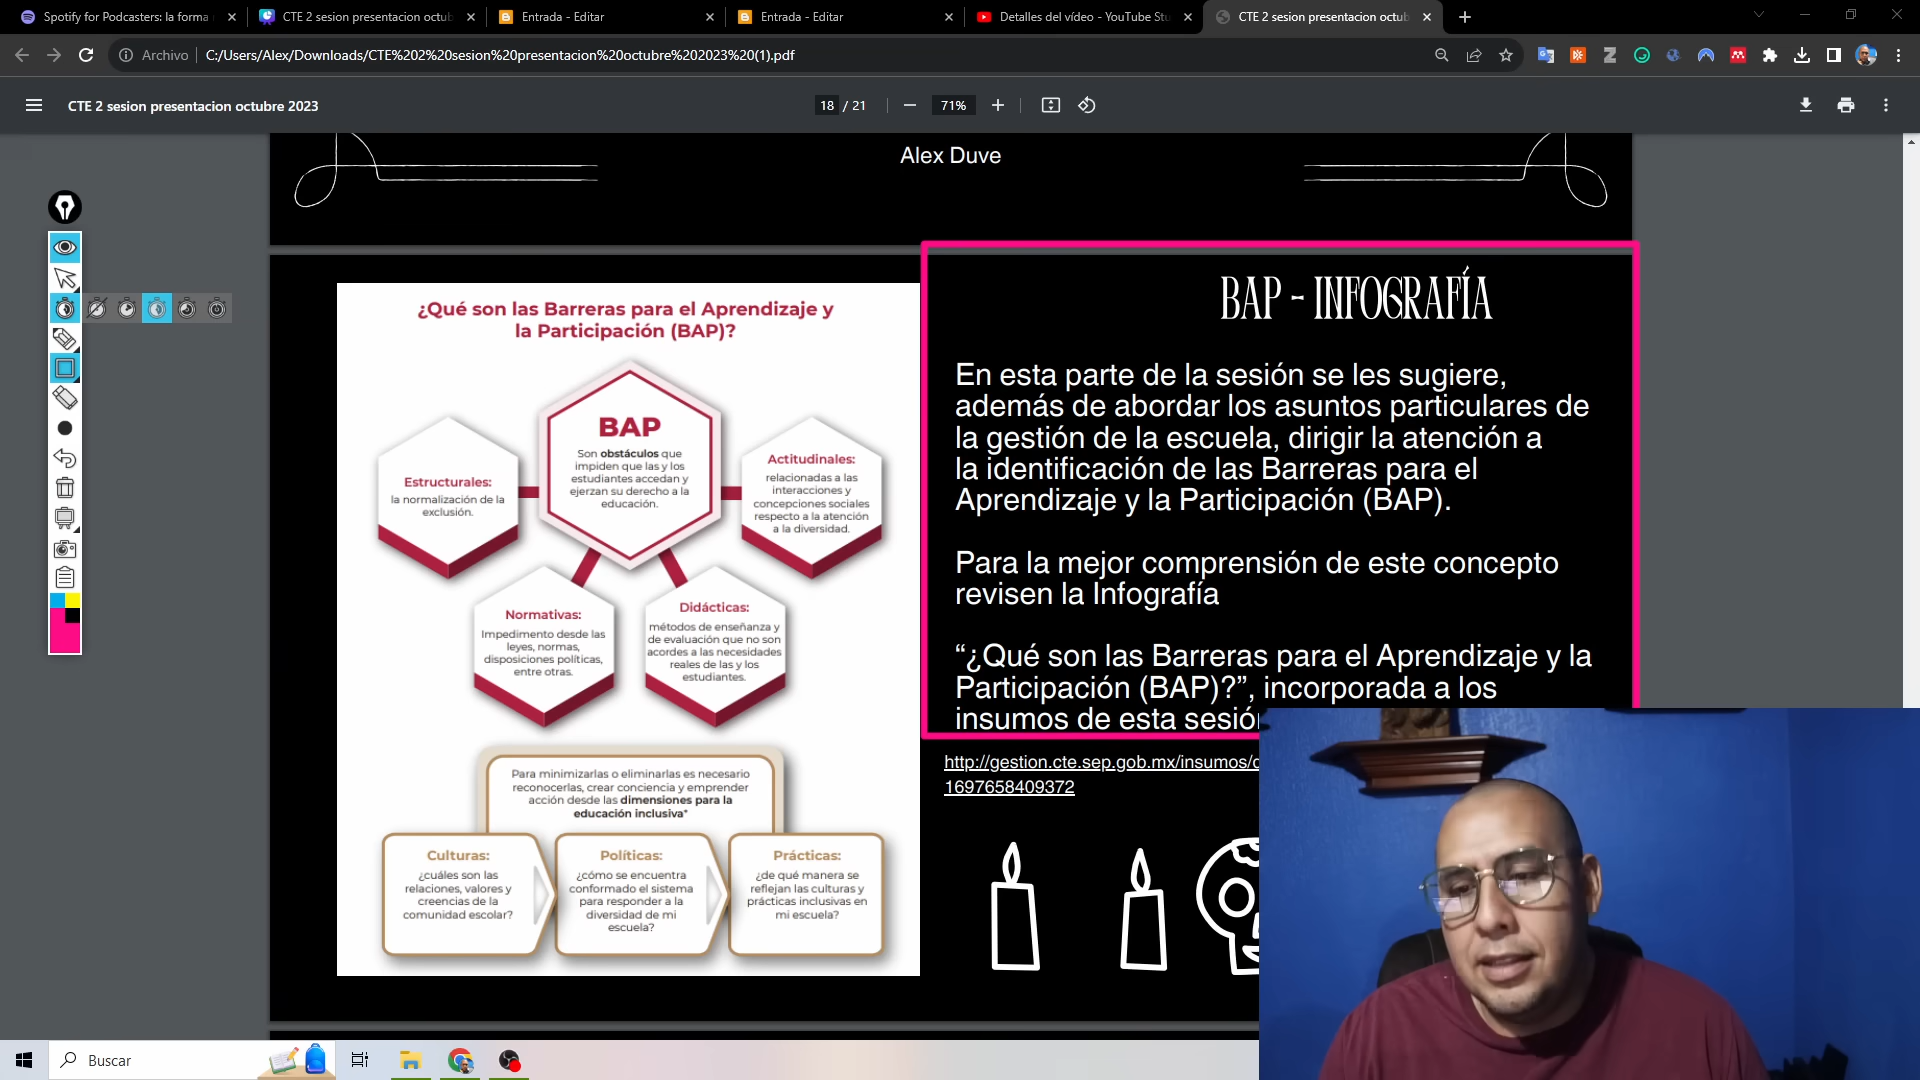 Spotify for Podcasters: la forma
CTE 2 sesion presentacion octub
Entrada - Editar
Entrada - Editar
Detalles del vídeo - YouTube Stu
CTE 2 sesion presentacion octub
Archivo
C:/Users/Alex/Downloads/CTE%202%20sesion%20presentacion%20octubre%202023%20(1).pdf
CTE 2 sesion presentacion octubre 2023
18 / 21
71%
Alex Duve
¿Qué son las Barreras para el Aprendizaje y
la Participación (BAP)?
BAP
Son obstáculos que
impiden que las y los
estudiantes accedan y
ejerzan su derecho a la
educación.
Estructurales:
la normalización de la
exclusión.
Actitudinales:
relacionadas a las
interacciones y
concepciones sociales
respecto a la atención
a la diversidad.
Normativas:
Impedimento desde las
leyes, normas,
disposiciones políticas,
entre otras.
Didácticas:
métodos de enseñanza y
de evaluación que no son
acordes a las necesidades
reales de las y los
estudiantes.
Para minimizarlas o eliminarlas es necesario
reconocerlas, crear conciencia y emprender
acción desde las dimensiones para la
educación inclusiva*
Culturas:
¿cuáles son las
relaciones, valores y
creencias de la
comunidad escolar?
Políticas:
¿cómo se encuentra
conformado el sistema
para responder a la
diversidad de mi
escuela?
Prácticas:
¿de qué manera se
reflejan las culturas y
prácticas inclusivas en
mi escuela?
BAP - INFOGRAFÍA
En esta parte de la sesión se les sugiere,
además de abordar los asuntos particulares de
la gestión de la escuela, dirigir la atención a
la identificación de las Barreras para el
Aprendizaje y la Participación (BAP).
Para la mejor comprensión de este concepto
revisen la Infografía
“¿Qué son las Barreras para el Aprendizaje y la
Participación (BAP)?”, incorporada a los
insumos de esta sesión
http://gestion.cte.sep.gob.mx/insumos/
1697658409372
Buscar